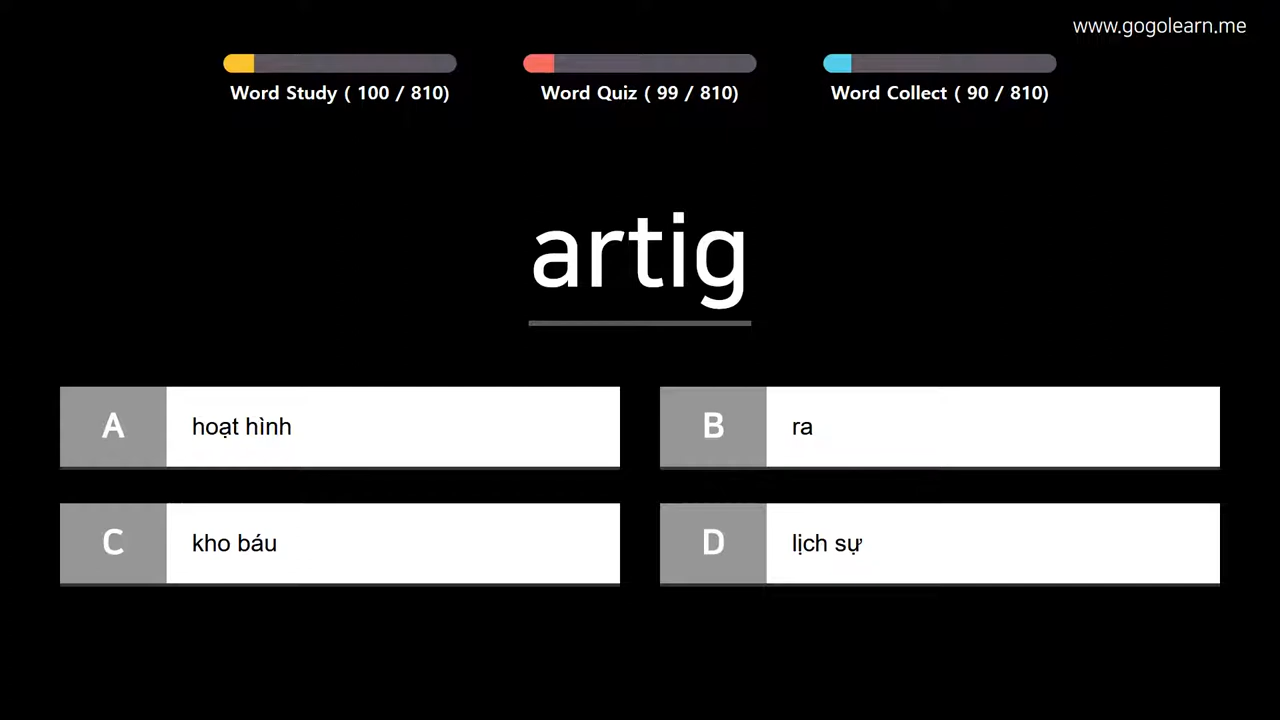 www.gogolearn.me
Word Study ( 100 / 810)
Word Quiz ( 99 / 810)
Word Collect ( 90 / 810)
artig
A hoạt hình
B ra
C kho báu
D lịch sự